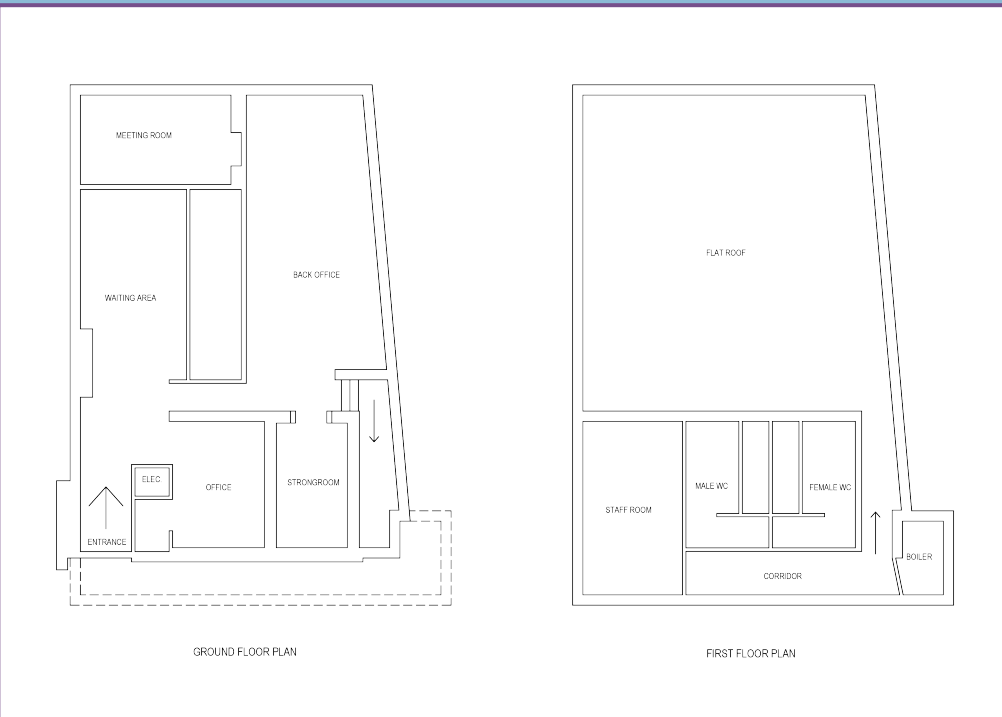 MEETING ROOM
BACK OFFICE
WAITING AREA
ELEC.
OFFICE
STRONGROOM
ENTRANCE
GROUND FLOOR PLAN
FLAT ROOF
MALE WC
FEMALE WC
STAFF ROOM
BOILER
CORRIDOR
FIRST FLOOR PLAN